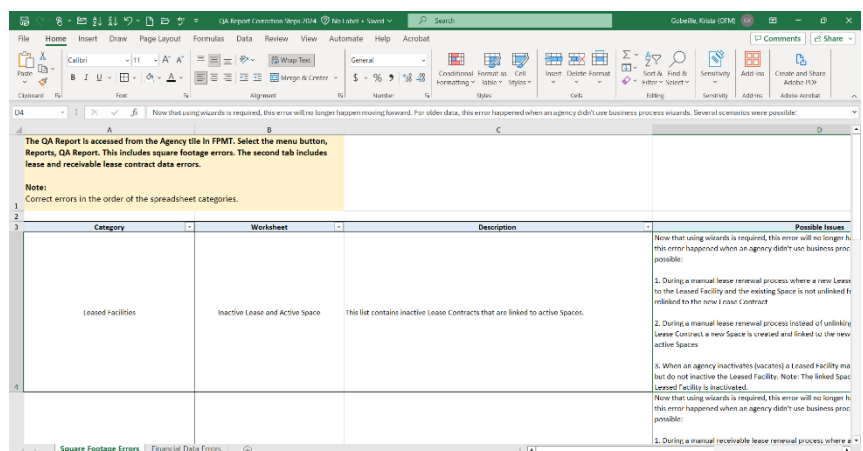 QA Report Correction Steps 2024 No Label • Saved
Search
Gubeille, Krista (OFM)
File Home Insert Draw Page Layout Formulas Data Review View Automate Help Acrobat
Comments Share
Paste
Calibri 11 A A
B I U
Wrap Text
Merge & Center
General
$ % 9
Conditional Formatting
Format as Table
Cell Styles
Insert Delete Format
Sort & Filter
Find & Select
Sensitivity
Add-ins
Create and Share Adobe PDF
Clipboard Font Alignment Number Styles Cells Editing Sensitivity Add-ins Adobe Acrobat
D4 fx Now that using wizards is required, this error will no longer happen moving forward. For older data, this error happened when an agency didn't use business process wizards. Several scenarios were possible:
A B C D
The QA Report is accessed from the Agency tile in FPMT. Select the menu button,
Reports, QA Report. This includes square footage errors. The second tab includes
lease and receivable lease contract data errors.
Note:
Correct errors in the order of the spreadsheet categories.
1
2
3 Category Worksheet Description Possible Issues
Now that using wizards is required, this error will no longer h
this error happened when an agency didn't use business proc
possible:
1. During a manual lease renewal process where a new Lease
to the Leased Facility and the existing Space is not unlinked f
relinked to the new Lease Contract
Leased Facilities Inactive Lease and Active Space This list contains inactive Lease Contracts that are linked to active Spaces.
2. During a manual lease renewal process instead of unlinking
Lease Contract a new Space is created and linked to the new
active Spaces
3. When an agency inactivates (vacates) a Leased Facility ma
but do not inactive the Leased Facility. Note: The linked Spac
4 Leased Facility is inactivated.
Now that using wizards is required, this error will no longer h
this error happened when an agency didn't use business proc
possible:
1. During a manual receivable lease renewal process where a
Square Footage Errors Financial Data Errors